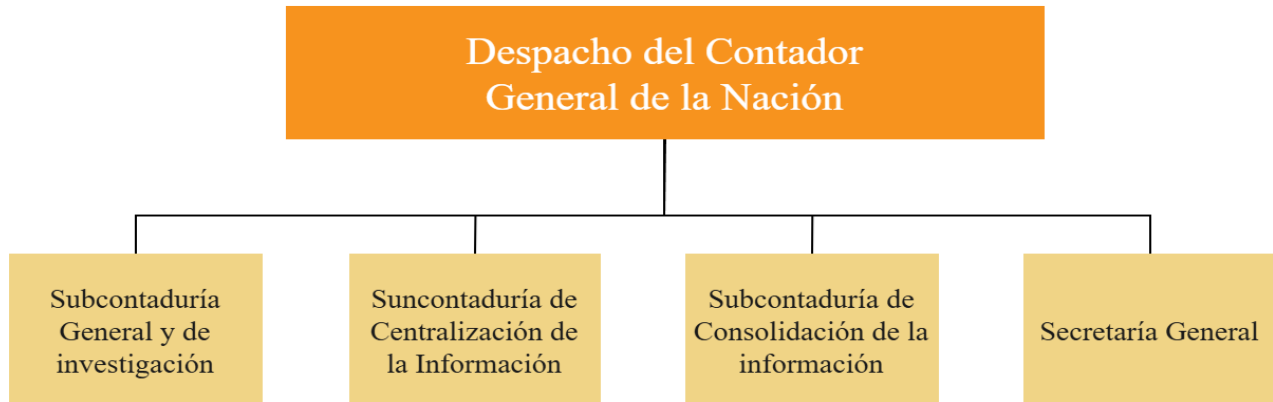 Despacho del Contador
General de la Nación
Subcontaduría
General y de
investigación
Suncontaduría de
Centralización de
la Información
Subcontaduría de
Consolidación de la
información
Secretaría General